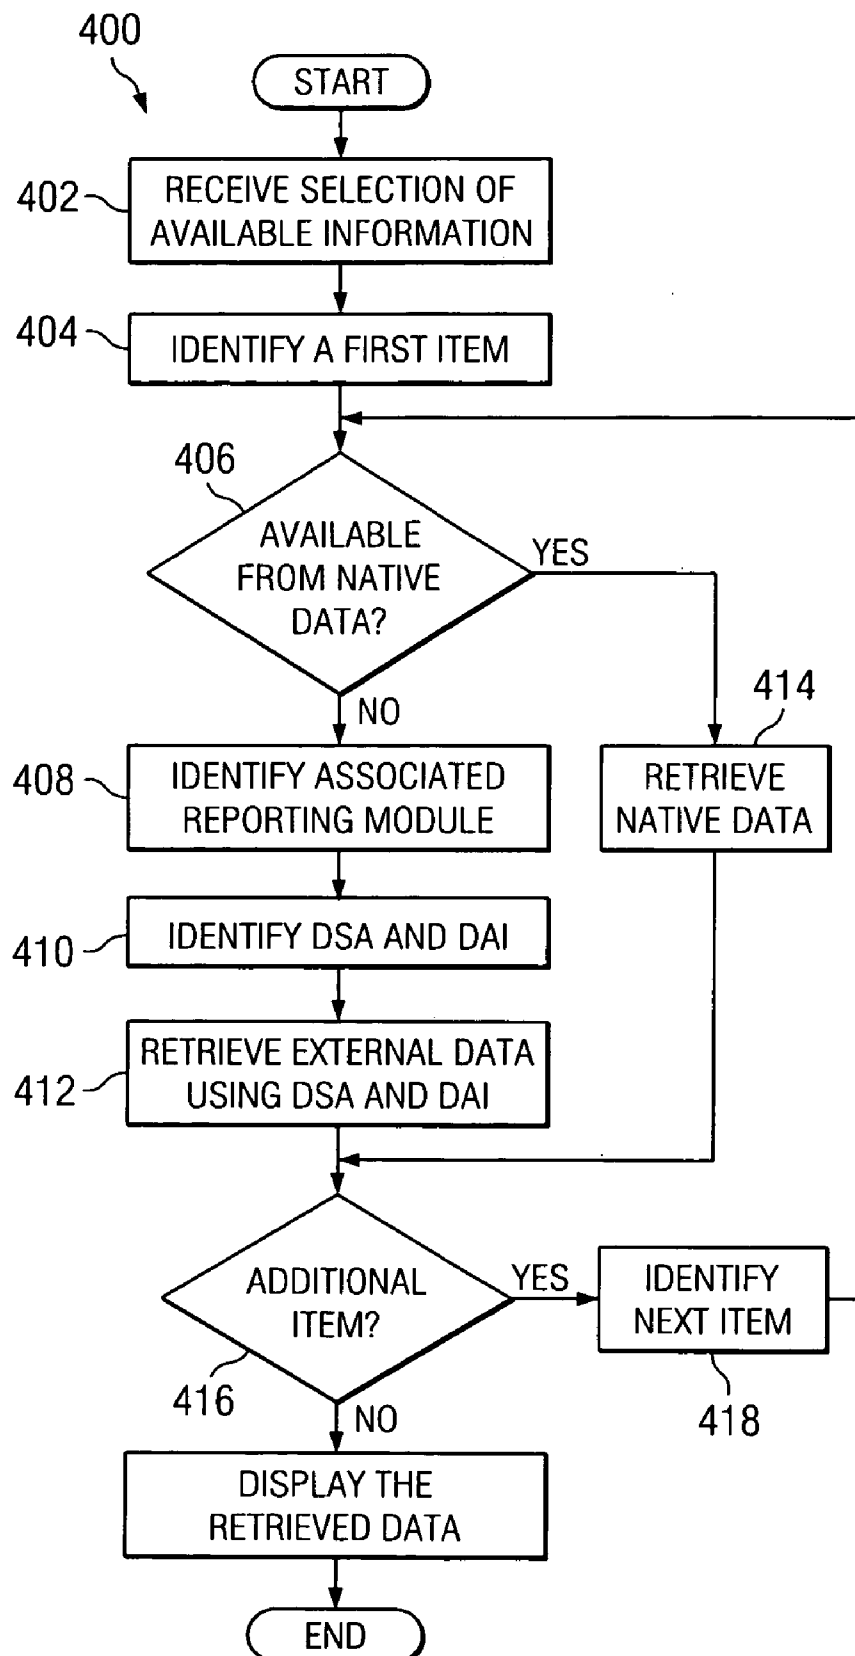 400
START
402
RECEIVE SELECTION OF
AVAILABLE INFORMATION
404
IDENTIFY A FIRST ITEM
406
AVAILABLE
FROM NATIVE
DATA?
YES
NO
414
408
IDENTIFY ASSOCIATED
REPORTING MODULE
RETRIEVE
NATIVE DATA
410
IDENTIFY DSA AND DAI
412
RETRIEVE EXTERNAL DATA
USING DSA AND DAI
ADDITIONAL
ITEM?
YES
IDENTIFY
NEXT ITEM
416
418
NO
DISPLAY THE
RETRIEVED DATA
END